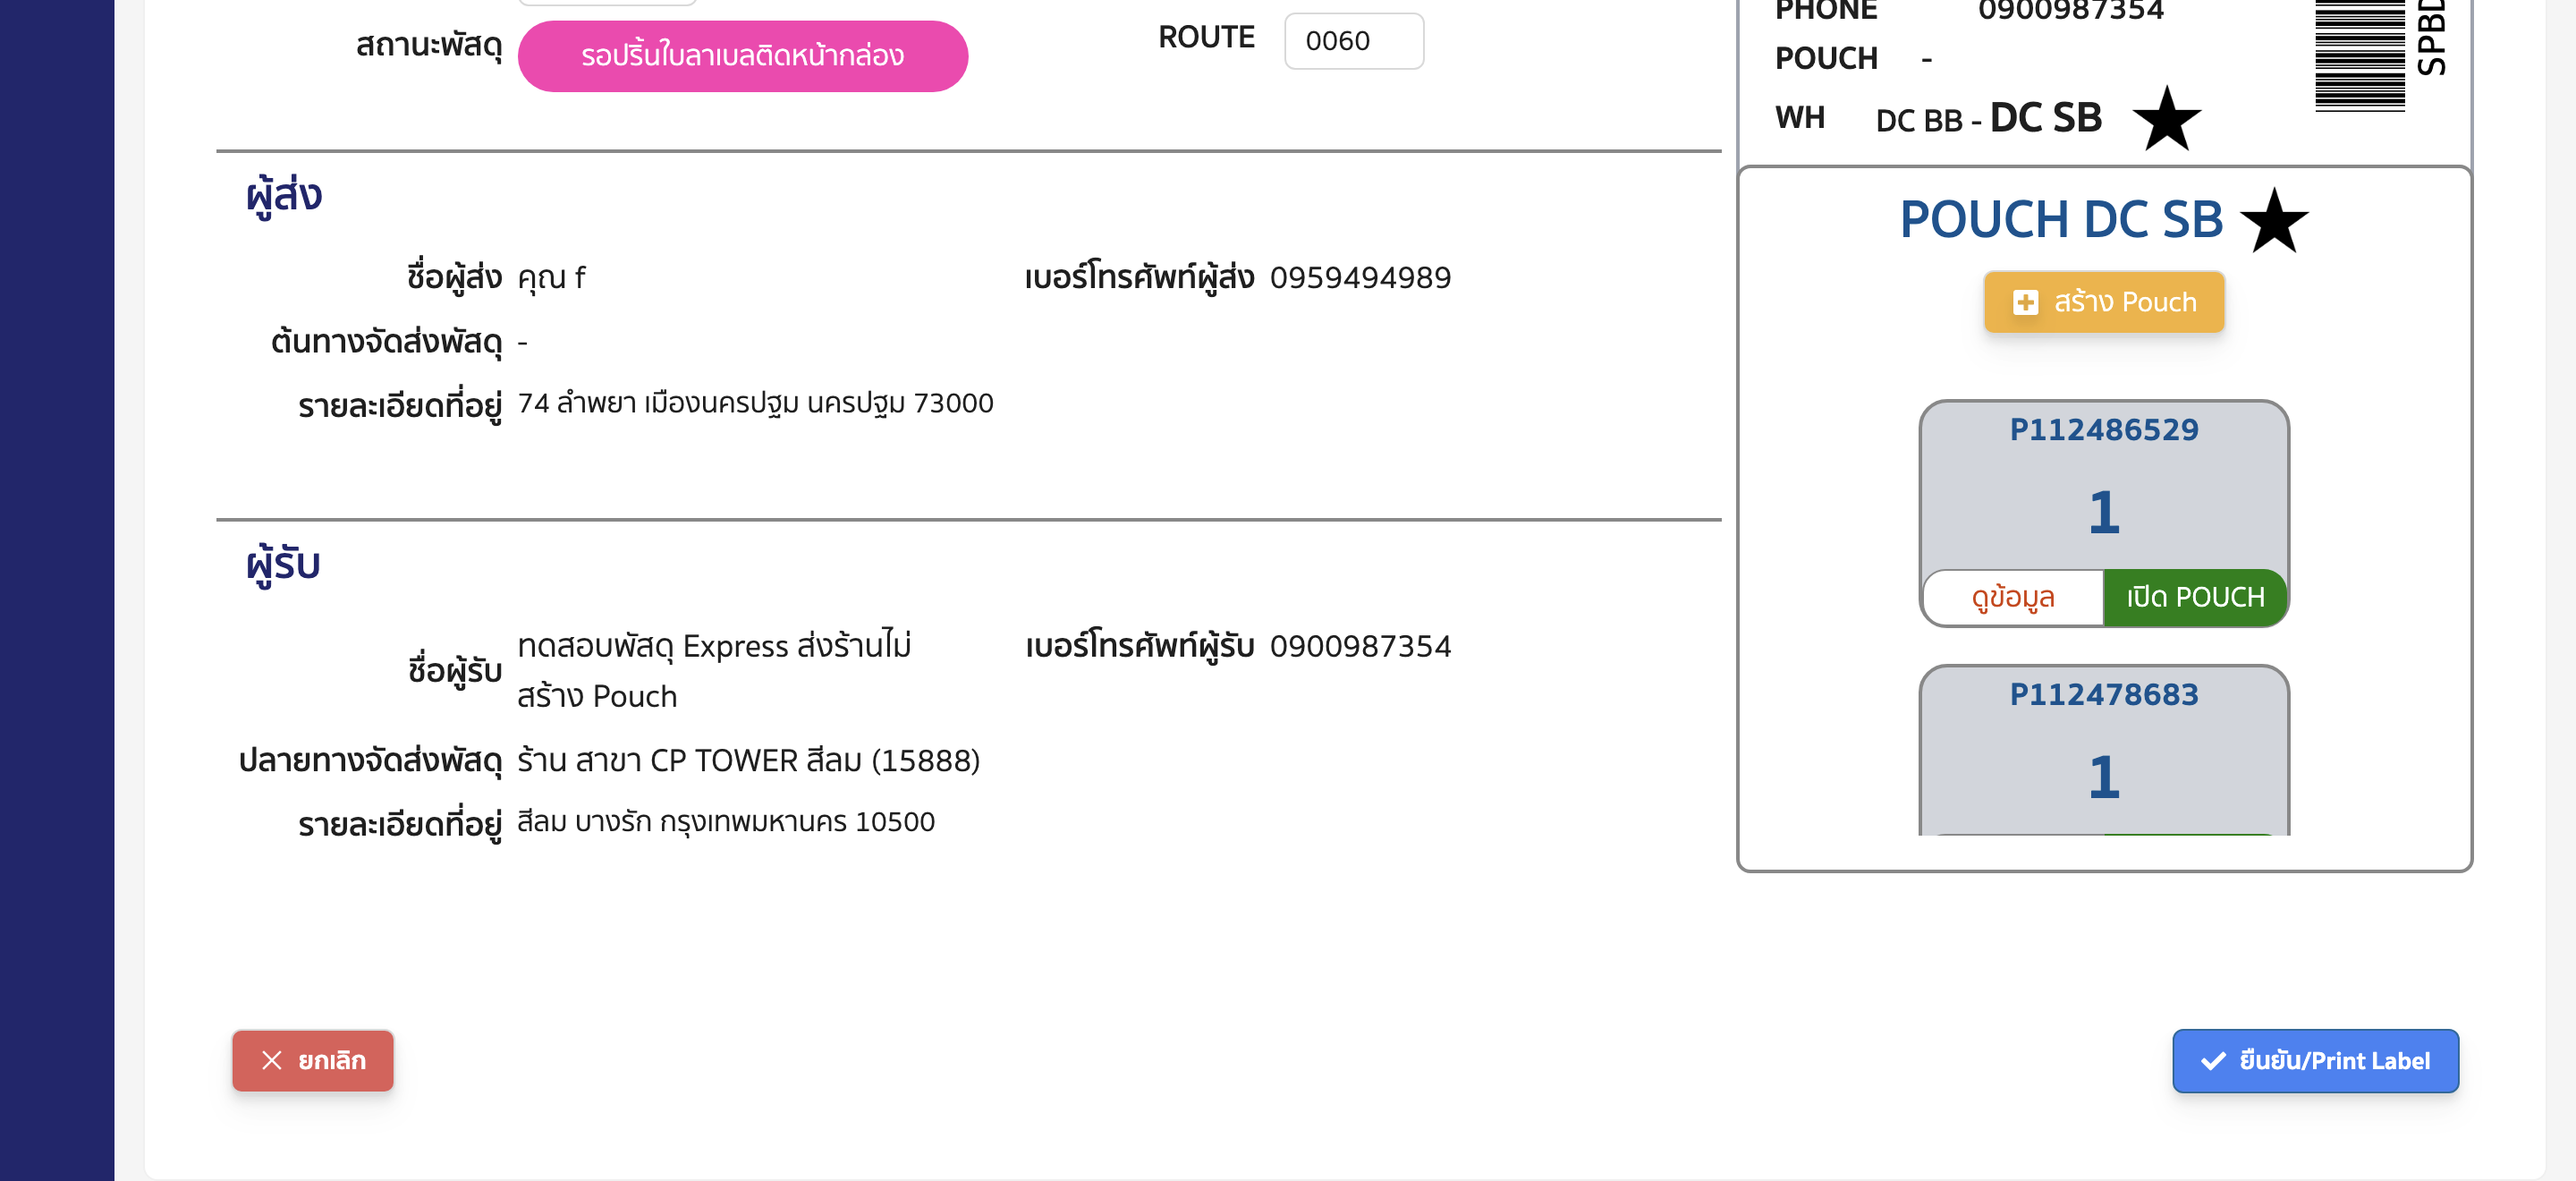 สถานะพัสดุ
รอปริ้นใบลาเบลติดหน้ากล่อง
ROUTE
0060
ผู้ส่ง
ชื่อผู้ส่ง คุณ f
เบอร์โทรศัพท์ผู้ส่ง 0959494989
ต้นทางจัดส่งพัสดุ -
รายละเอียดที่อยู่ 74 ลำพยา เมืองนครปฐม นครปฐม 73000
ผู้รับ
ชื่อผู้รับ ทดสอบพัสดุ Express ส่งร้านไม่
สร้าง Pouch
เบอร์โทรศัพท์ผู้รับ 0900987354
ปลายทางจัดส่งพัสดุ ร้าน สาขา CP TOWER สีลม (15888)
รายละเอียดที่อยู่ สีลม บางรัก กรุงเทพมหานคร 10500
PHONE 0900987354
POUCH -
WH DC BB - DC SB
SPBD
POUCH DC SB
สร้าง Pouch
P112486529
1
ดูข้อมูล
เปิด POUCH
P112478683
1
ยกเลิก
ยืนยัน/Print Label